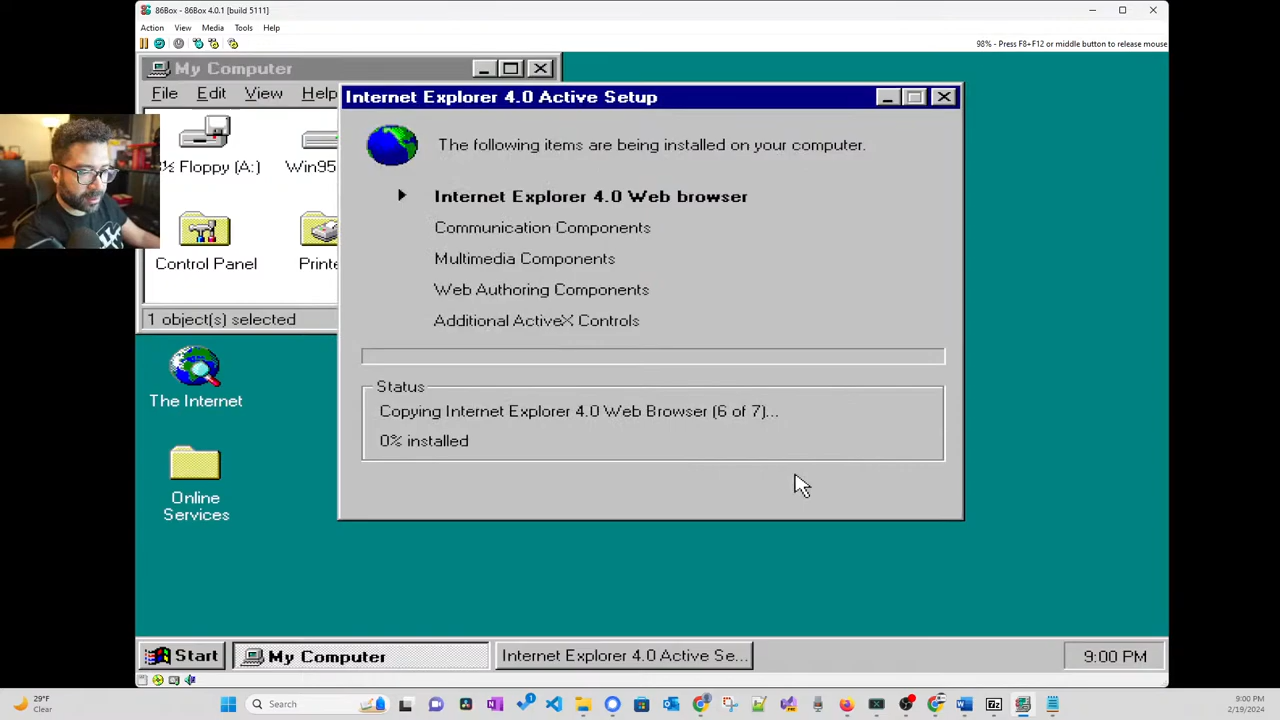 86Box - 86Box 4.0.1 [build 5111]
Action View Media Tools Help
98% - Press F8+F12 or middle button to release mouse
My Computer
File Edit View Help
½ Floppy (A:) Win95
Control Panel Printe
1 object(s) selected
Internet Explorer 4.0 Active Setup
The following items are being installed on your computer.
Internet Explorer 4.0 Web browser
Communication Components
Multimedia Components
Web Authoring Components
Additional ActiveX Controls
Status
Copying Internet Explorer 4.0 Web Browser (6 of 7)...
0% installed
The Internet
Online
Services
Start My Computer Internet Explorer 4.0 Active Se... 9:00 PM
29°F
Clear
Search
9:00 PM
2/19/2024